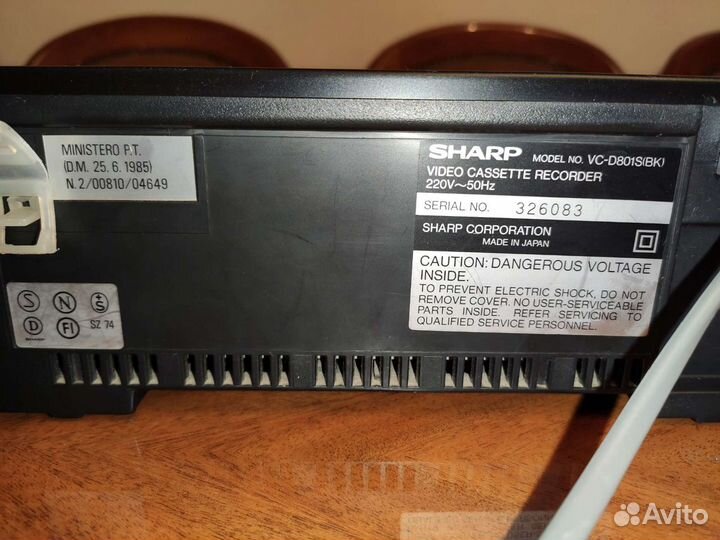 MINISTERO P.T.
(D.M. 25. 6. 1985)
N.2/00810/04649
SHARP MODEL NO. VC-D801S(BK)
VIDEO CASSETTE RECORDER
220V~50Hz
SERIAL NO. 326083
SHARP CORPORATION
MADE IN JAPAN
CAUTION: DANGEROUS VOLTAGE
INSIDE.
TO PREVENT ELECTRIC SHOCK, DO NOT
REMOVE COVER. NO USER-SERVICEABLE
PARTS INSIDE. REFER SERVICING TO
QUALIFIED SERVICE PERSONNEL.
S N +S
D FI SZ 74
Avito